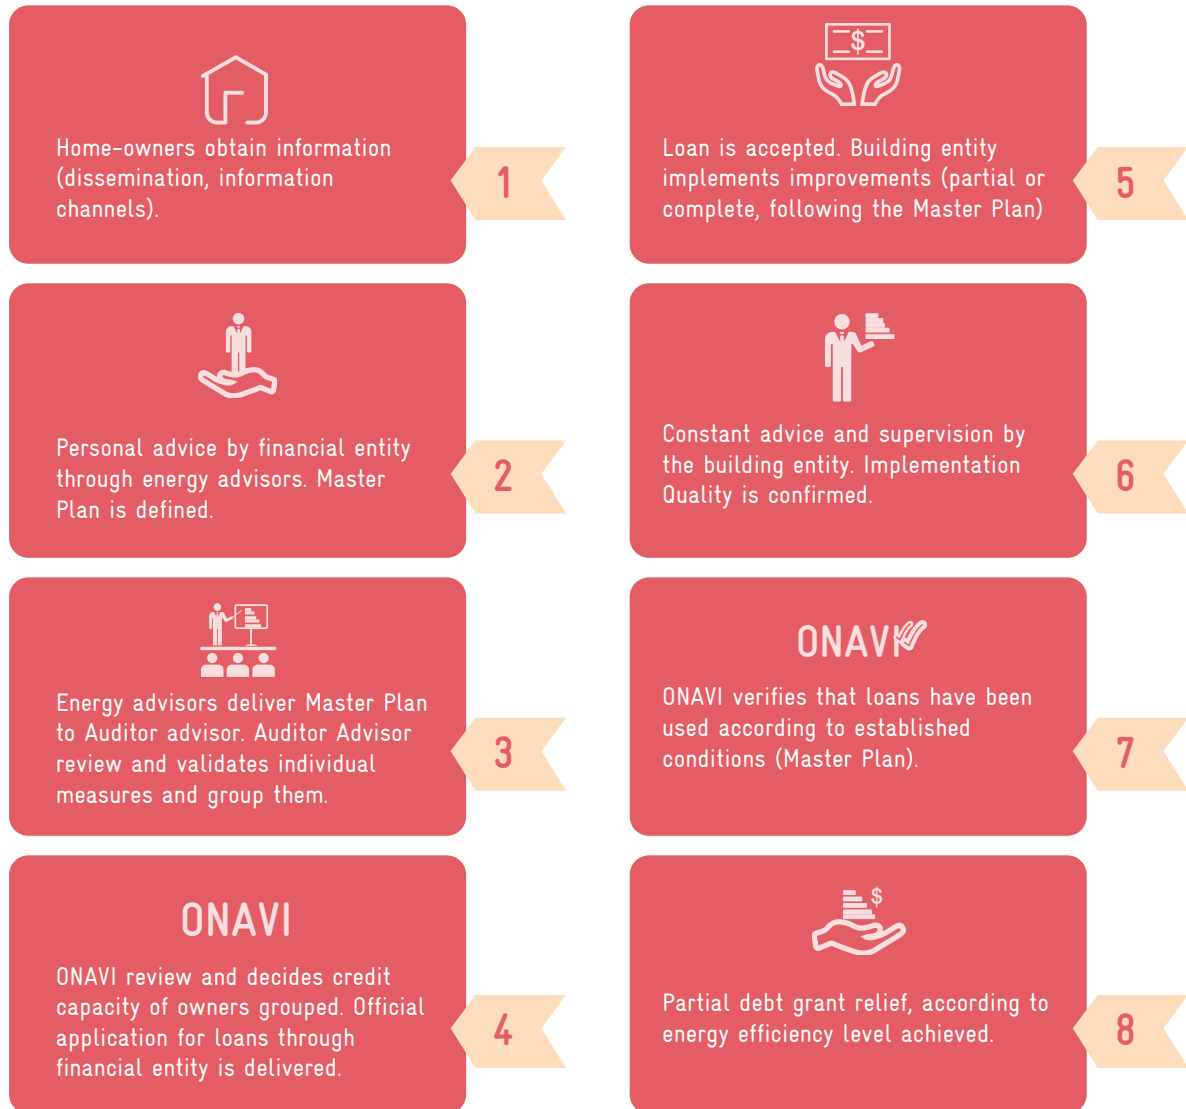 Home-owners obtain information
(dissemination, information
channels).
1
Personal advice by financial entity
through energy advisors. Master
Plan is defined.
2
Energy advisors deliver Master Plan
to Auditor advisor. Auditor Advisor
review and validates individual
measures and group them.
3
ONAVI
ONAVI review and decides credit
capacity of owners grouped. Official
application for loans through
financial entity is delivered.
4
$
Loan is accepted. Building entity
implements improvements (partial or
complete, following the Master Plan)
5
Constant advice and supervision by
the building entity. Implementation
Quality is confirmed.
6
ONAVI
ONAVI verifies that loans have been
used according to established
conditions (Master Plan).
7
$
Partial debt grant relief, according to
energy efficiency level achieved.
8